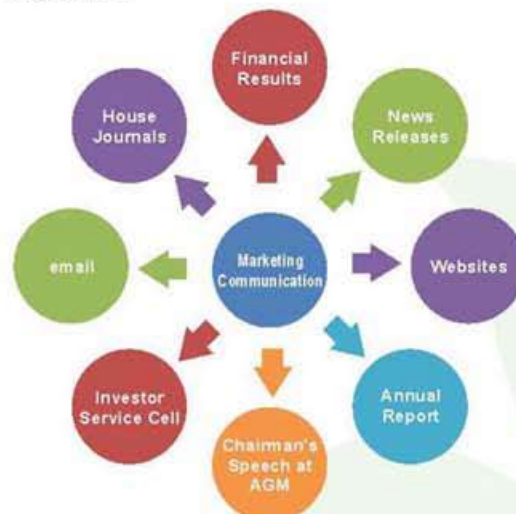 Financial
Results
News
Releases
Websites
Annual
Report
Chairman's
Speech at
AGM
Investor
Service Cell
email
House
Journals
Marketing
Communication